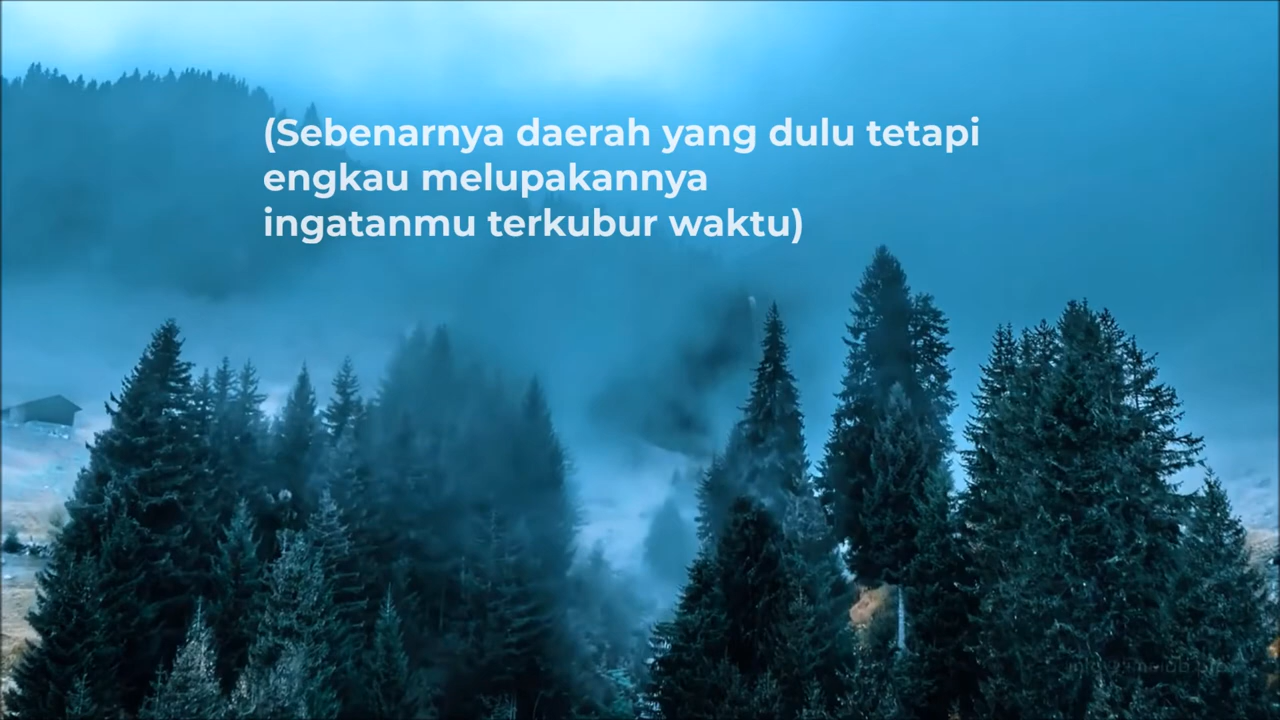 (Sebenarnya daerah yang dulu tetapi
engkau melupakannya
ingatanmu terkubur waktu)